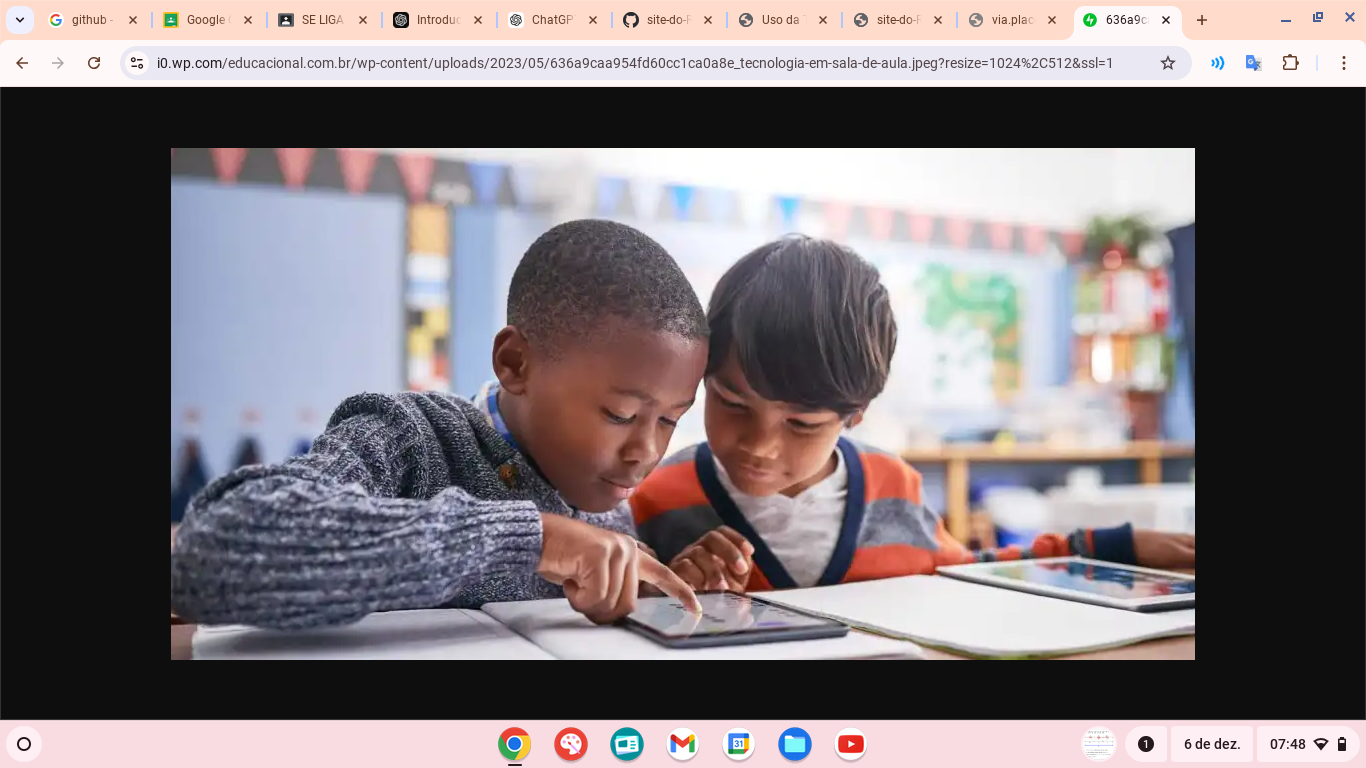 github -
Google
SE LIGA
Introduc
ChatGP
site-do-F
Uso da T
site-do-F
via.plac
636a9ca
i0.wp.com/educacional.com.br/wp-content/uploads/2023/05/636a9caa954fd60cc1ca0a8e_tecnologia-em-sala-de-aula.jpeg?resize=1024%2C512&ssl=1
31
1
6 de dez.
07:48